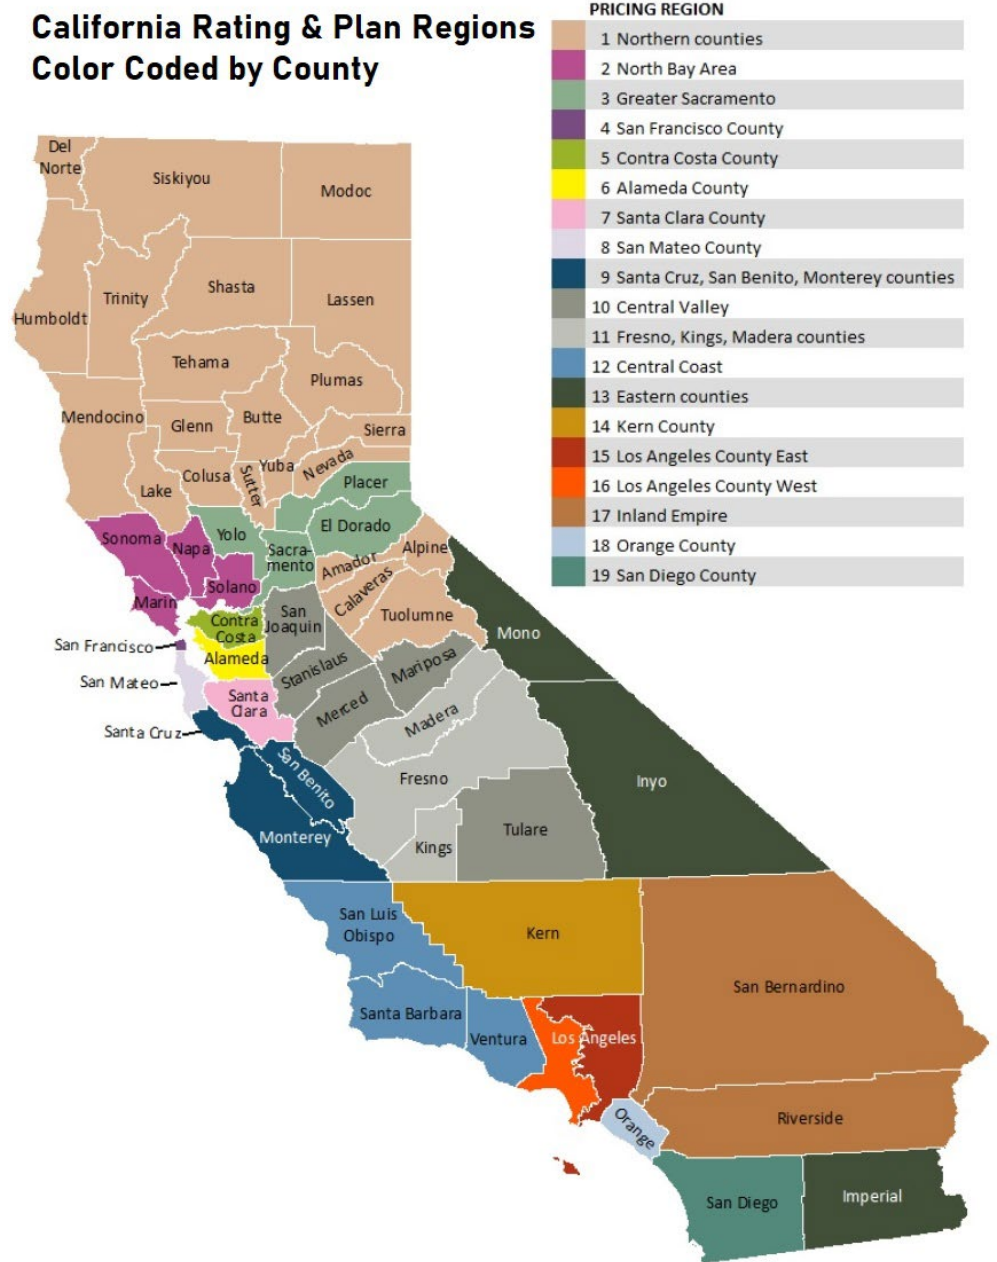 California Rating & Plan Regions
Color Coded by County
PRICING REGION
1 Northern counties
2 North Bay Area
3 Greater Sacramento
4 San Francisco County
5 Contra Costa County
6 Alameda County
7 Santa Clara County
8 San Mateo County
9 Santa Cruz, San Benito, Monterey counties
10 Central Valley
11 Fresno, Kings, Madera counties
12 Central Coast
13 Eastern counties
14 Kern County
15 Los Angeles County East
16 Los Angeles County West
17 Inland Empire
18 Orange County
19 San Diego County
Del
Norte
Siskiyou
Modoc
Humboldt
Trinity
Shasta
Lassen
Tehama
Plumas
Mendocino
Glenn
Butte
Sierra
Lake
Colusa
Sutter
Yuba
Nevada
Placer
Sonoma
Napa
Yolo
Sacra-
mento
El Dorado
Alpine
Amador
Calaveras
Tuolumne
Marin
Solano
Contra
Costa
San
Joaquin
Mono
San Francisco
Alameda
Stanislaus
Mariposa
San Mateo
Santa
Clara
Merced
Madera
Santa Cruz
San Benito
Fresno
Inyo
Monterey
Kings
Tulare
San Luis
Obispo
Kern
San Bernardino
Santa Barbara
Ventura
Los Angeles
Orange
Riverside
San Diego
Imperial